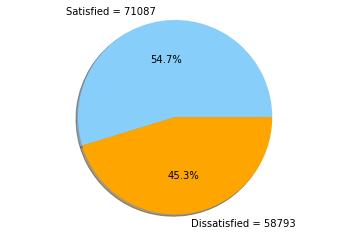 Satisfied = 71087
54.7%
45.3%
Dissatisfied = 58793